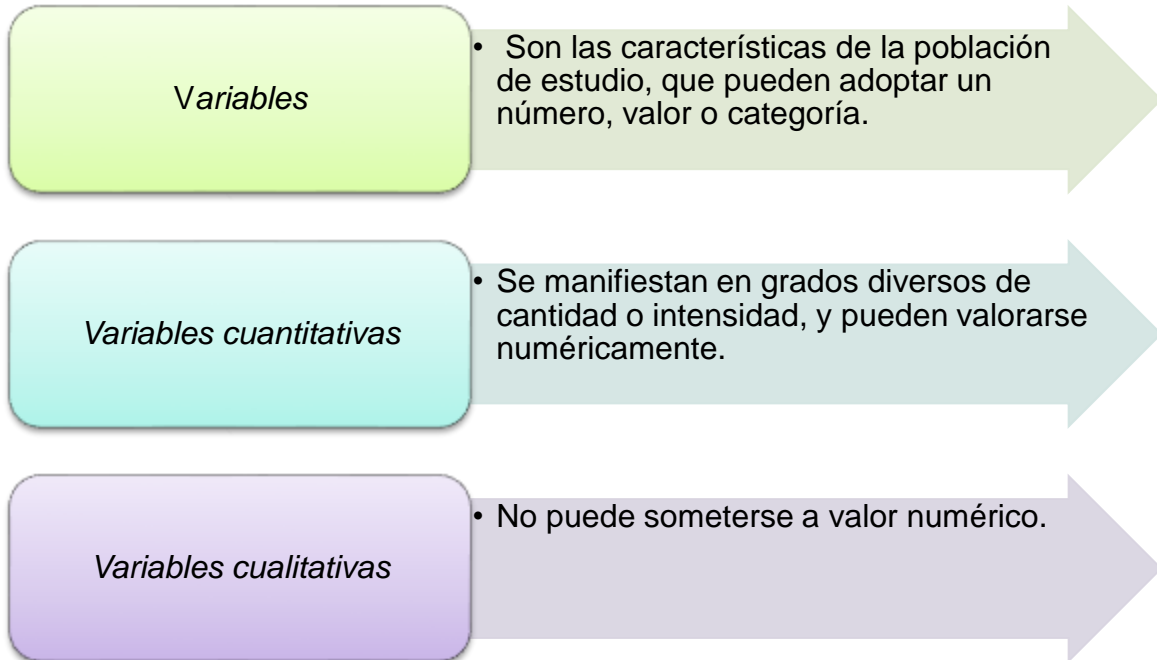 Variables
• Son las características de la población
de estudio, que pueden adoptar un
número, valor o categoría.
Variables cuantitativas
• Se manifiestan en grados diversos de
cantidad o intensidad, y pueden valorarse
numéricamente.
Variables cualitativas
• No puede someterse a valor numérico.